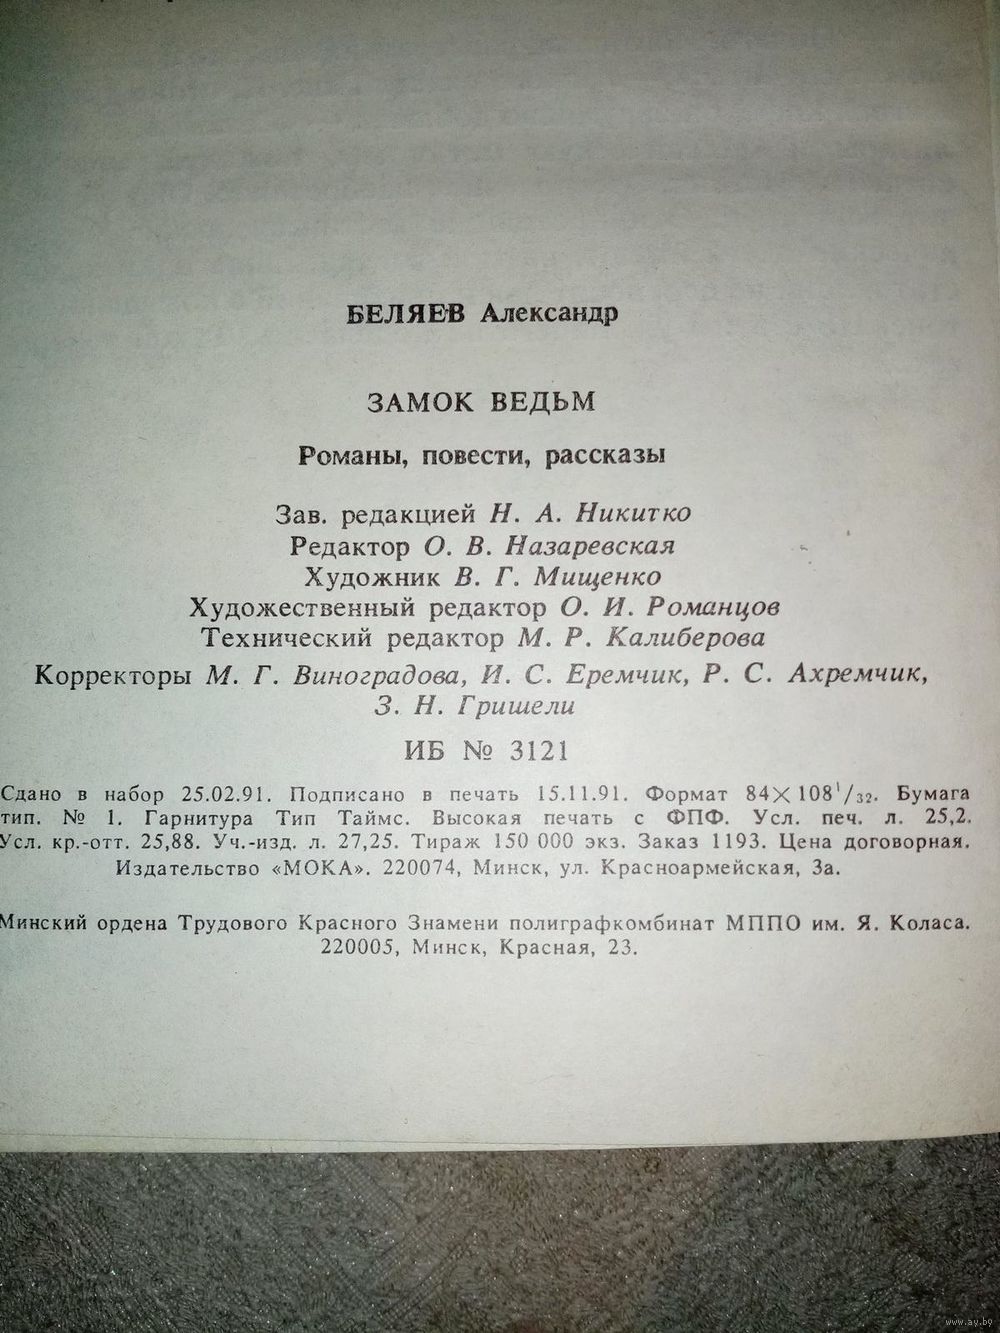 БЕЛЯЕВ Александр
ЗАМОК ВЕДЬМ
Романы, повести, рассказы
Зав. редакцией Н. А. Никитко
Редактор О. В. Назаревская
Художник В. Г. Мищенко
Художественный редактор О. И. Романцов
Технический редактор М. Р. Калиберова
Корректоры М. Г. Виноградова, И. С. Еремчик, Р. С. Ахремчик,
З. Н. Гришели
ИБ № 3121
Сдано в набор 25.02.91. Подписано в печать 15.11.91. Формат 84×108¹/₃₂. Бумага
тип. № 1. Гарнитура Тип Таймс. Высокая печать с ФПФ. Усл. печ. л. 25,2.
Усл. кр.-отт. 25,88. Уч.-изд. л. 27,25. Тираж 150 000 экз. Заказ 1193. Цена договорная.
Издательство «МОКА». 220074, Минск, ул. Красноармейская, 3а.
Минский ордена Трудового Красного Знамени полиграфкомбинат МППО им. Я. Коласа.
220005, Минск, Красная, 23.
www.ay.by